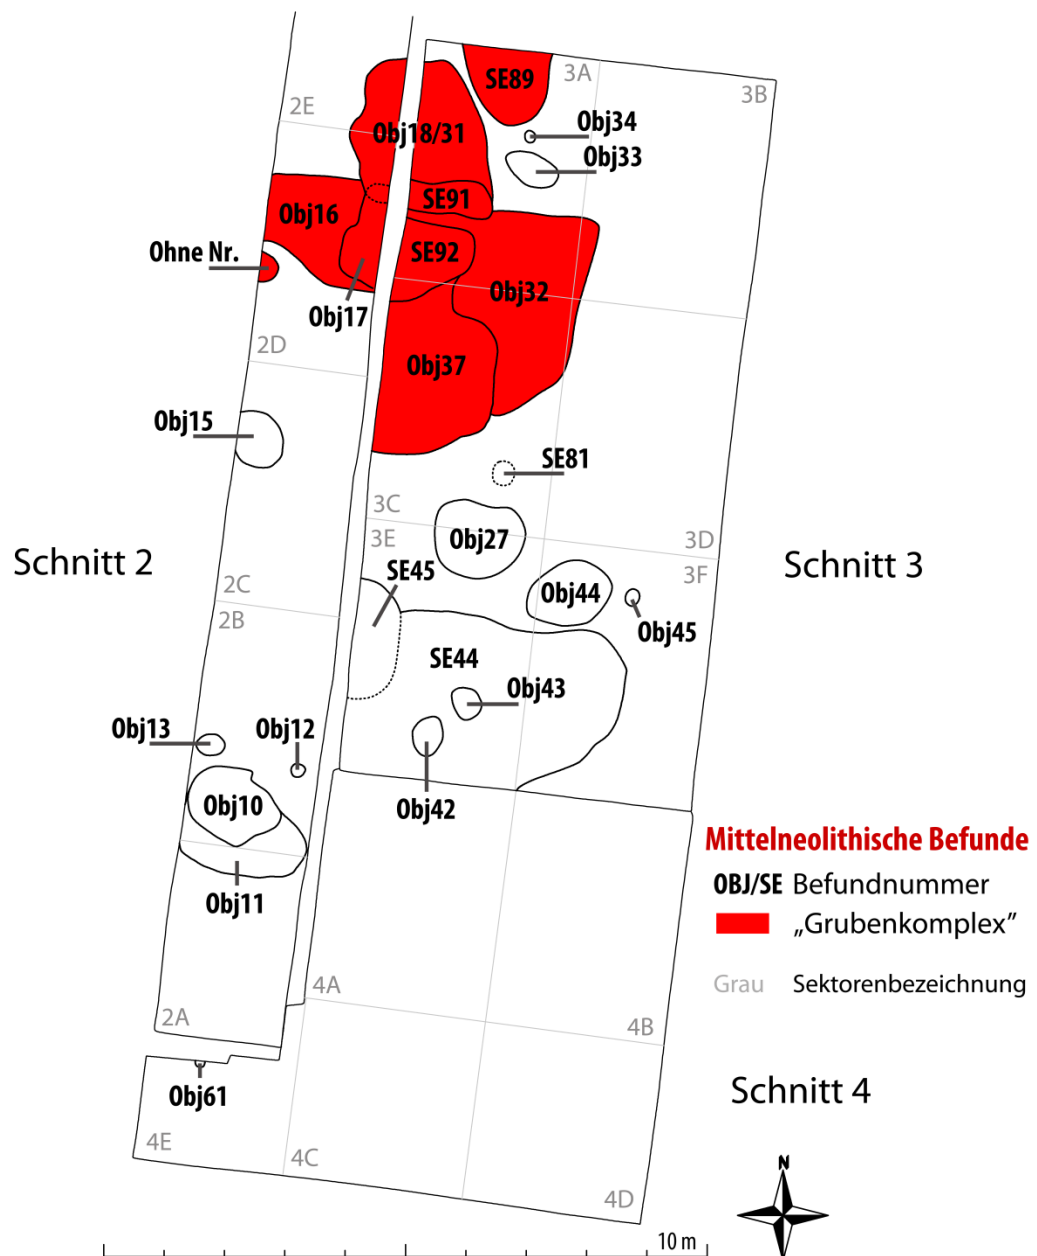 SE89
3A
3B
2E
Obj34
Obj18/31
Obj33
SE91
Obj16
SE92
Ohne Nr.
Obj32
Obj17
2D
Obj37
Obj15
SE81
3C
3D
3E
Obj27
3F
Schnitt 2
Schnitt 3
SE45
2C
Obj44
2B
Obj45
SE44
Obj43
Obj13
Obj12
Obj10
Obj42
Mittelneolithische Befunde
OBJ/SE Befundnummer
Obj11
„Grubenkomplex”
Grau Sektorenbezeichnung
4A
2A
4B
Schnitt 4
Obj61
4E
4C
N
4D
10 m